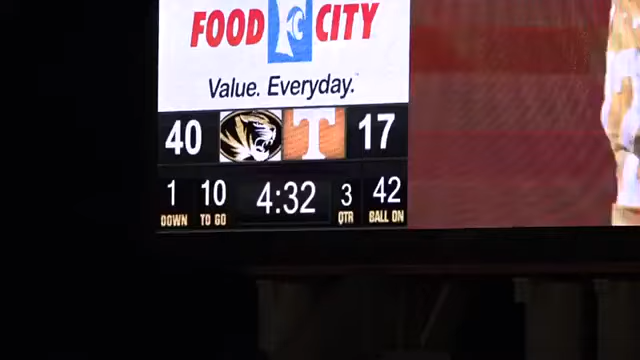 FOOD CITY
Value. Everyday.
40 T 17
1 10 4:32 3 42
DOWN TO GO QTR BALL ON